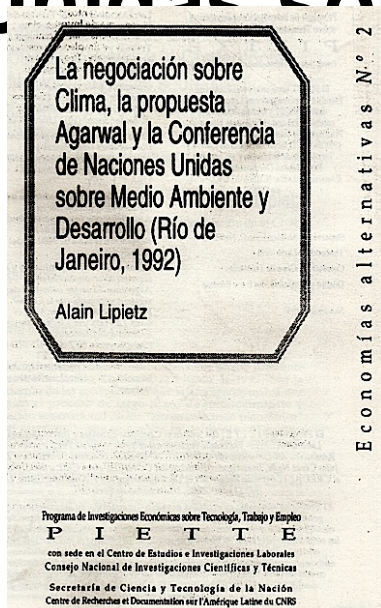 La negociación sobre
Clima, la propuesta
Agarwal y la Conferencia
de Naciones Unidas
sobre Medio Ambiente y
Desarrollo (Río de
Janeiro, 1992)
Alain Lipietz
Economías alternativas N.º 2
Programa de Investigaciones Económicas sobre Tecnología, Trabajo y Empleo
P I E T T E
con sede en el Centro de Estudios e Investigaciones Laborales
Consejo Nacional de Investigaciones Científicas y Técnicas
Secretaría de Ciencia y Tecnología de la Nación
Centre de Recherches et Documentation sur l'Amérique Latine du CNRS